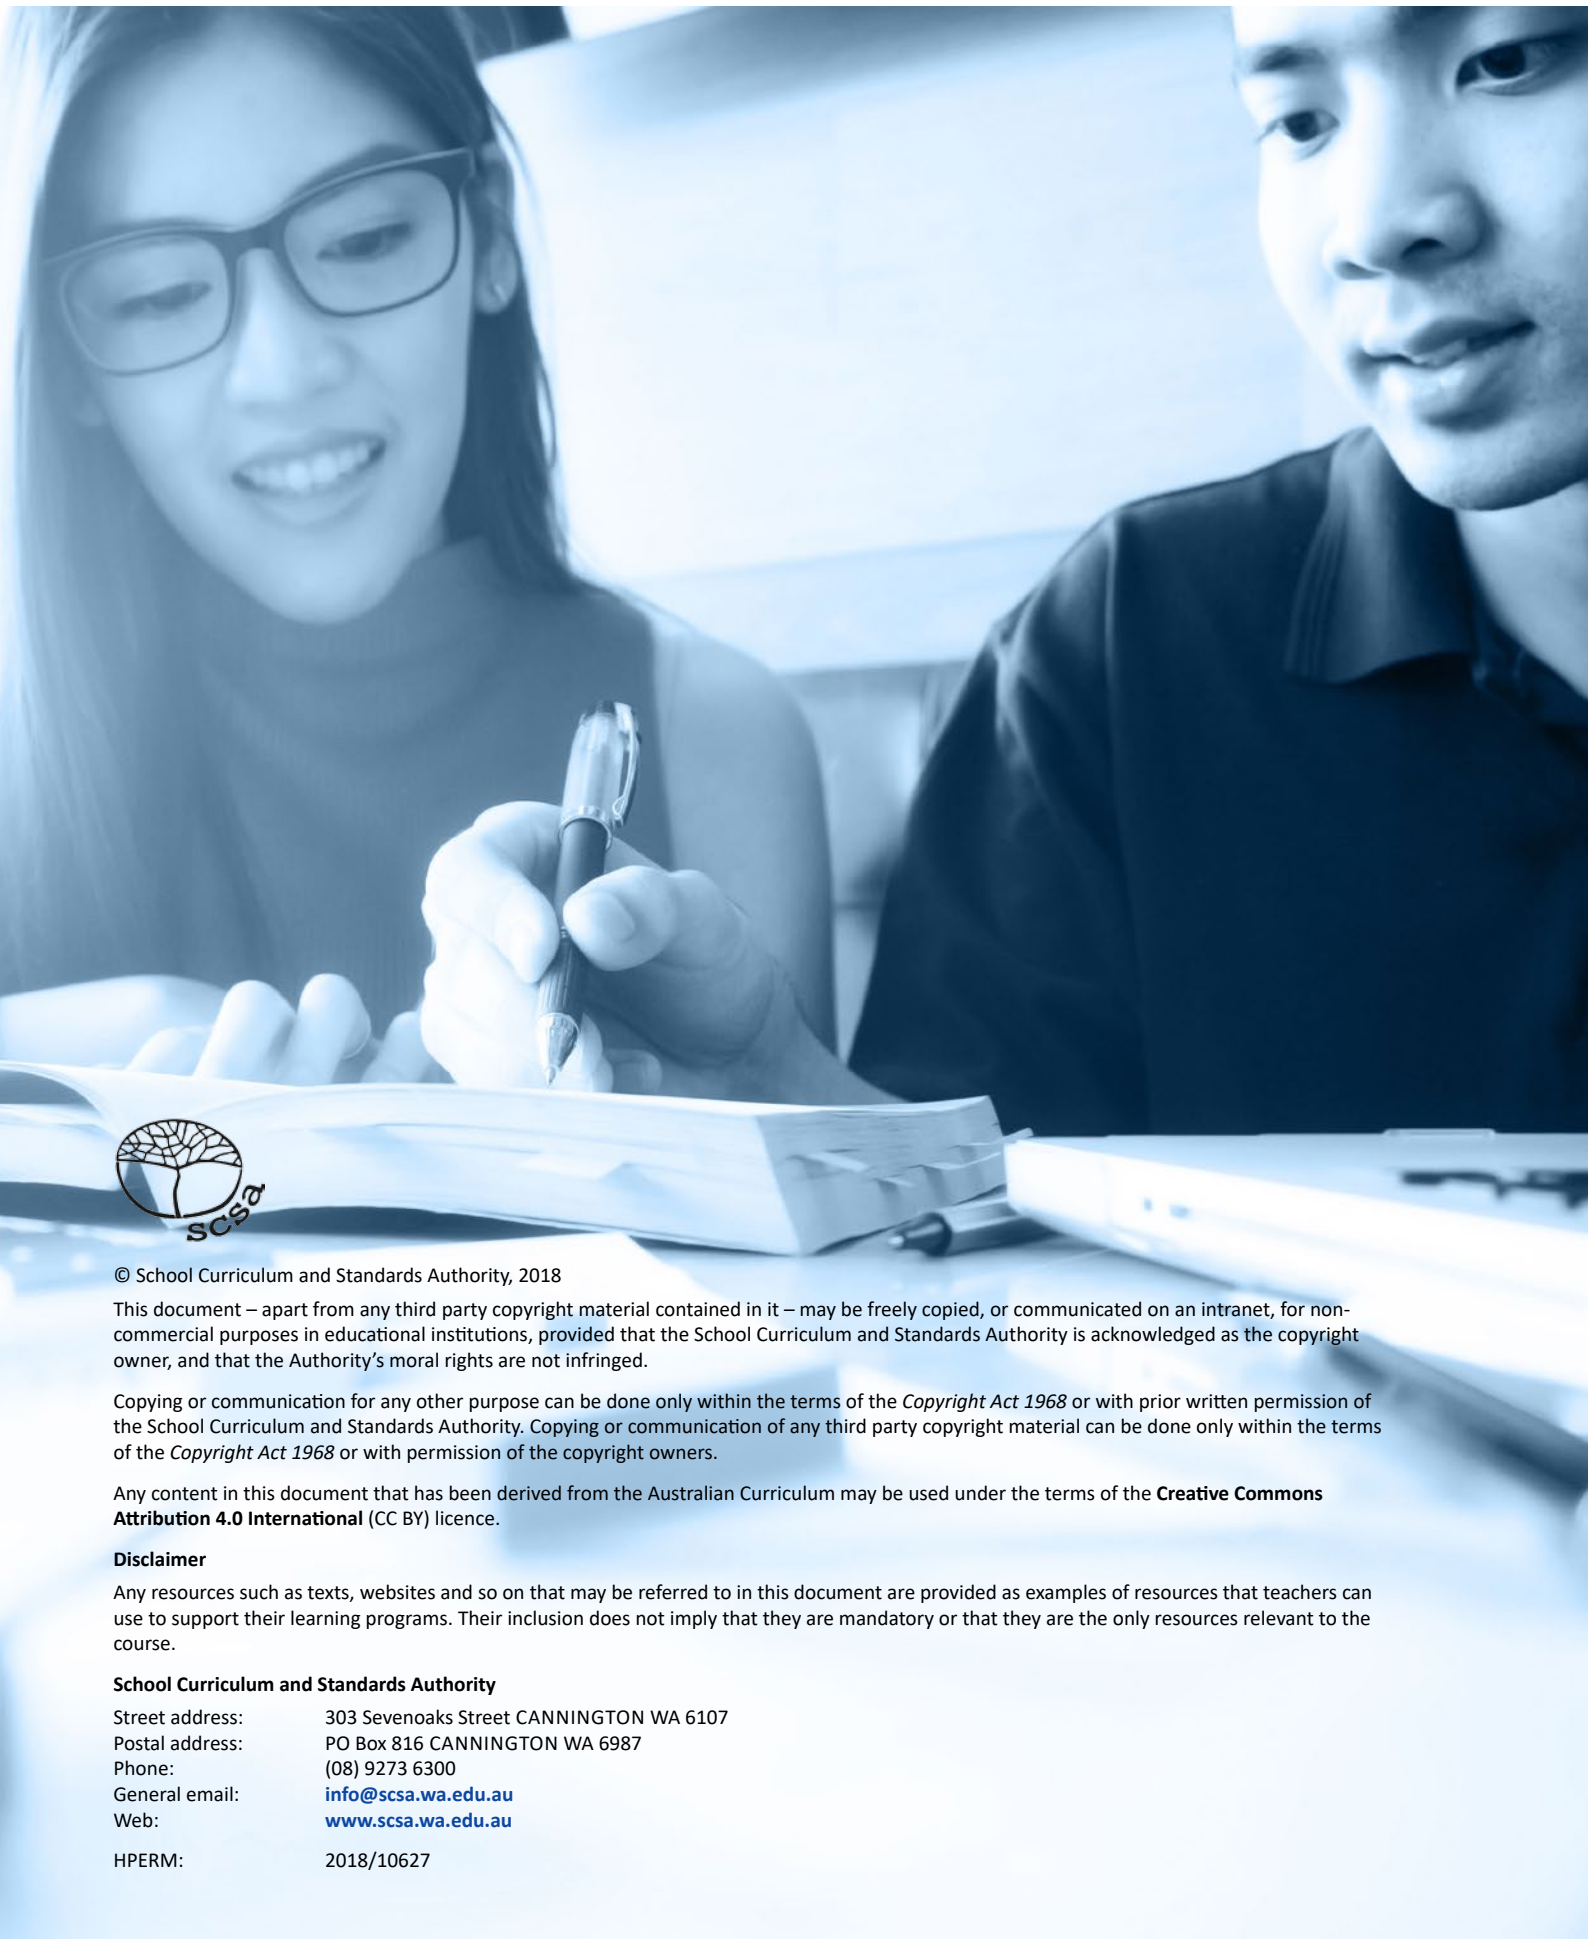 scsa
© School Curriculum and Standards Authority, 2018
This document – apart from any third party copyright material contained in it – may be freely copied, or communicated on an intranet, for non-
commercial purposes in educational institutions, provided that the School Curriculum and Standards Authority is acknowledged as the copyright
owner, and that the Authority’s moral rights are not infringed.
Copying or communication for any other purpose can be done only within the terms of the Copyright Act 1968 or with prior written permission of
the School Curriculum and Standards Authority. Copying or communication of any third party copyright material can be done only within the terms
of the Copyright Act 1968 or with permission of the copyright owners.
Any content in this document that has been derived from the Australian Curriculum may be used under the terms of the Creative Commons
Attribution 4.0 International (CC BY) licence.
Disclaimer
Any resources such as texts, websites and so on that may be referred to in this document are provided as examples of resources that teachers can
use to support their learning programs. Their inclusion does not imply that they are mandatory or that they are the only resources relevant to the
course.
School Curriculum and Standards Authority
Street address: 303 Sevenoaks Street CANNINGTON WA 6107
Postal address: PO Box 816 CANNINGTON WA 6987
Phone: (08) 9273 6300
General email: info@scsa.wa.edu.au
Web: www.scsa.wa.edu.au
HPERM: 2018/10627